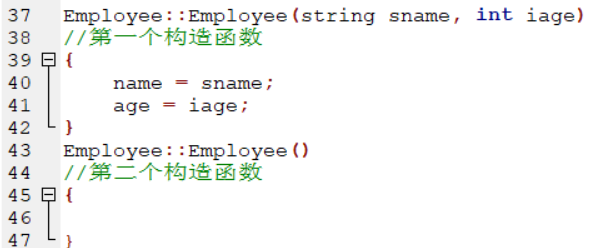 37 Employee::Employee(string sname, int iage)
38 //第一个构造函数
39 {
40 name = sname;
41 age = iage;
42 }
43 Employee::Employee()
44 //第二个构造函数
45 {
46
47 }